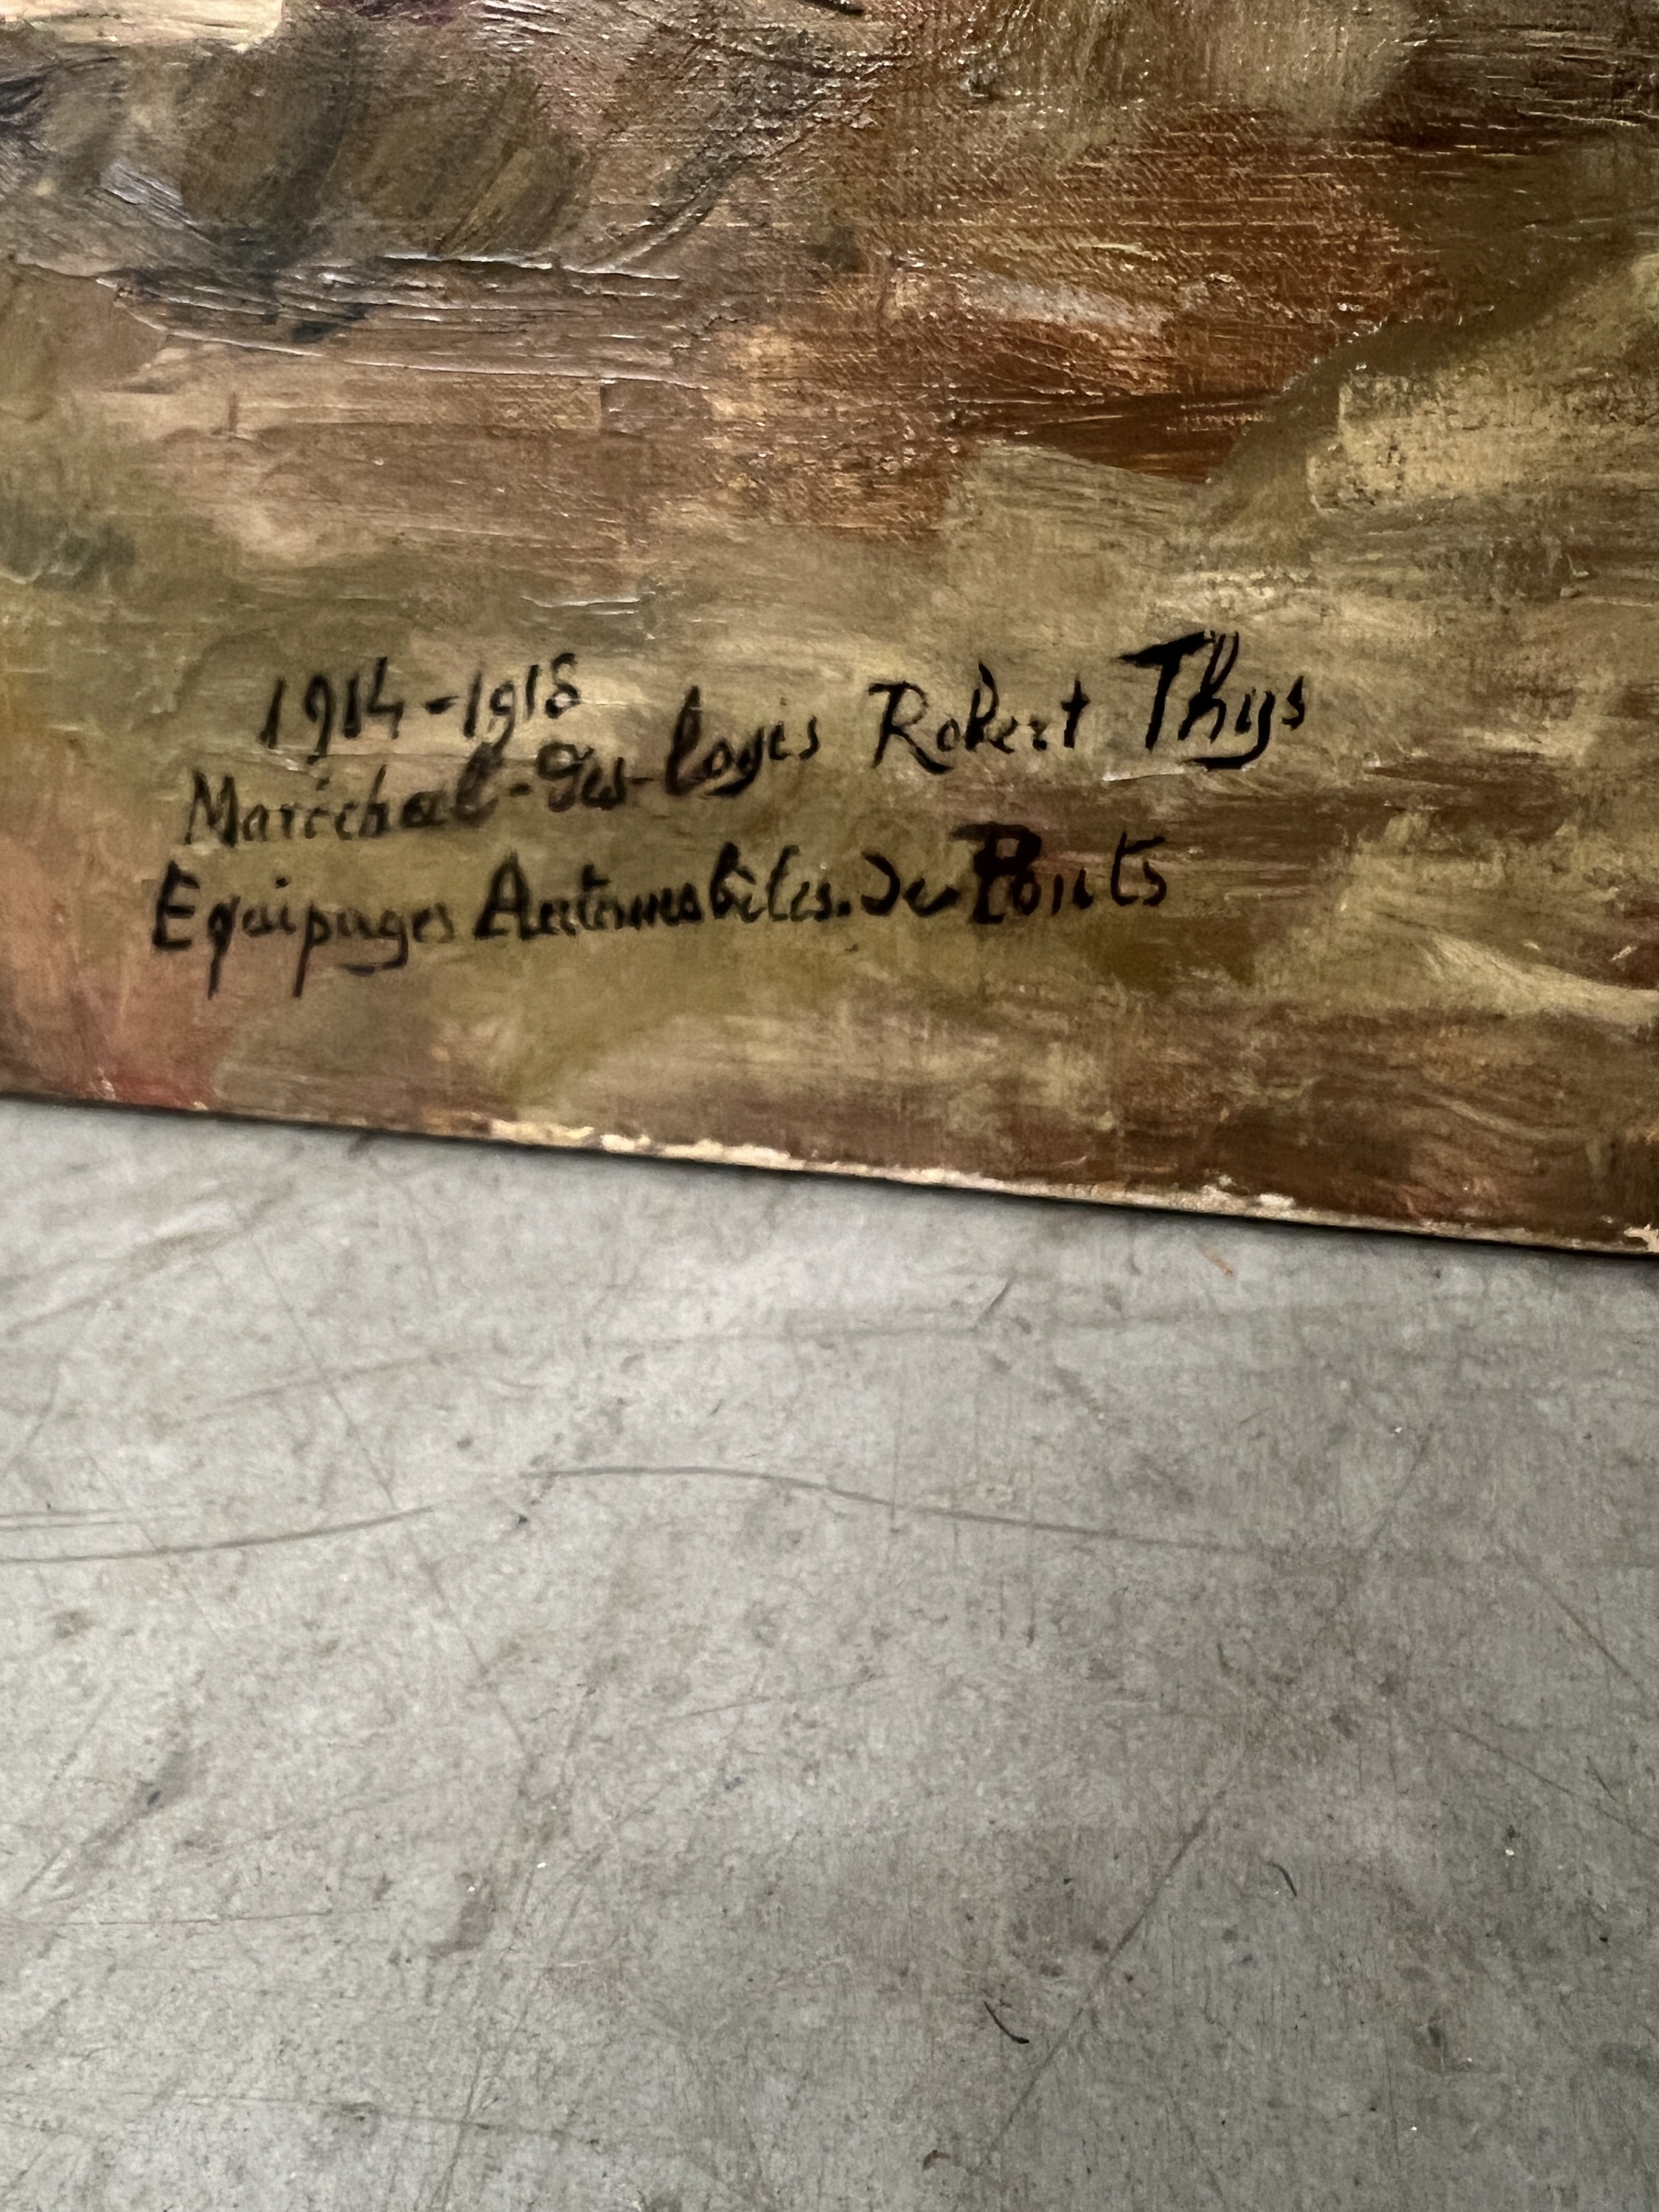 1914-1918
Maréchal-des-logis Robert Thys
Equipages Automobiles. de Ponts